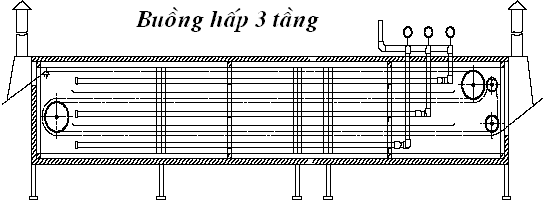 Buồng hấp 3 tầng